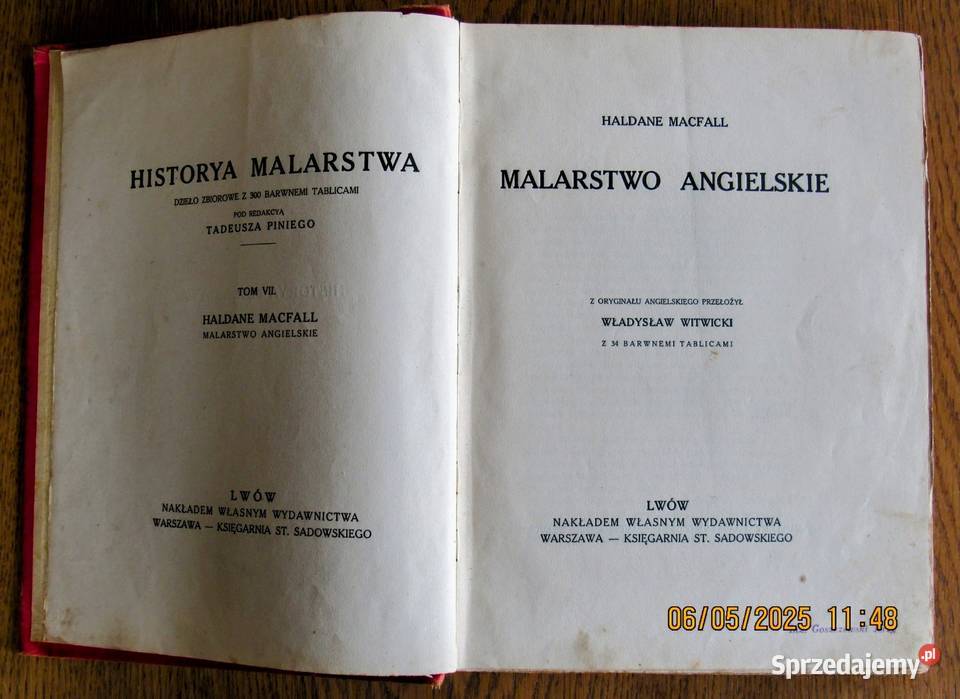 HISTORYA MALARSTWA
DZIEŁO ZBIOROWE Z 300 BARWNEMI TABLICAMI
POD REDAKCYĄ
TADEUSZA PINIEGO
TOM VII.
HALDANE MACFALL
MALARSTWO ANGIELSKIE
LWÓW
NAKŁADEM WŁASNYM WYDAWNICTWA
WARSZAWA — KSIĘGARNIA ST. SADOWSKIEGO
HALDANE MACFALL
MALARSTWO ANGIELSKIE
Z ORYGINAŁU ANGIELSKIEGO PRZEŁOŻYŁ
WŁADYSŁAW WITWICKI
Z 34 BARWNEMI TABLICAMI
LWÓW
NAKŁADEM WŁASNYM WYDAWNICTWA
WARSZAWA — KSIĘGARNIA ST. SADOWSKIEGO
06/05/2025 11:48
Sprzedajemy.pl